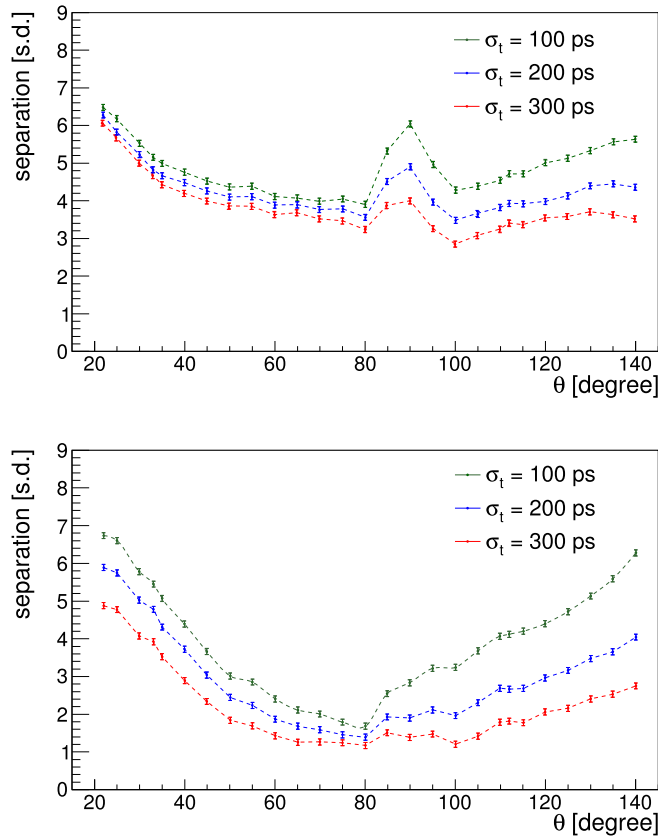 separation [s.d.]
9
8
7
6
5
4
3
2
1
0
σt = 100 ps
σt = 200 ps
σt = 300 ps
20 40 60 80 100 120 140
θ [degree]
separation [s.d.]
9
8
7
6
5
4
3
2
1
0
σt = 100 ps
σt = 200 ps
σt = 300 ps
20 40 60 80 100 120 140
θ [degree]